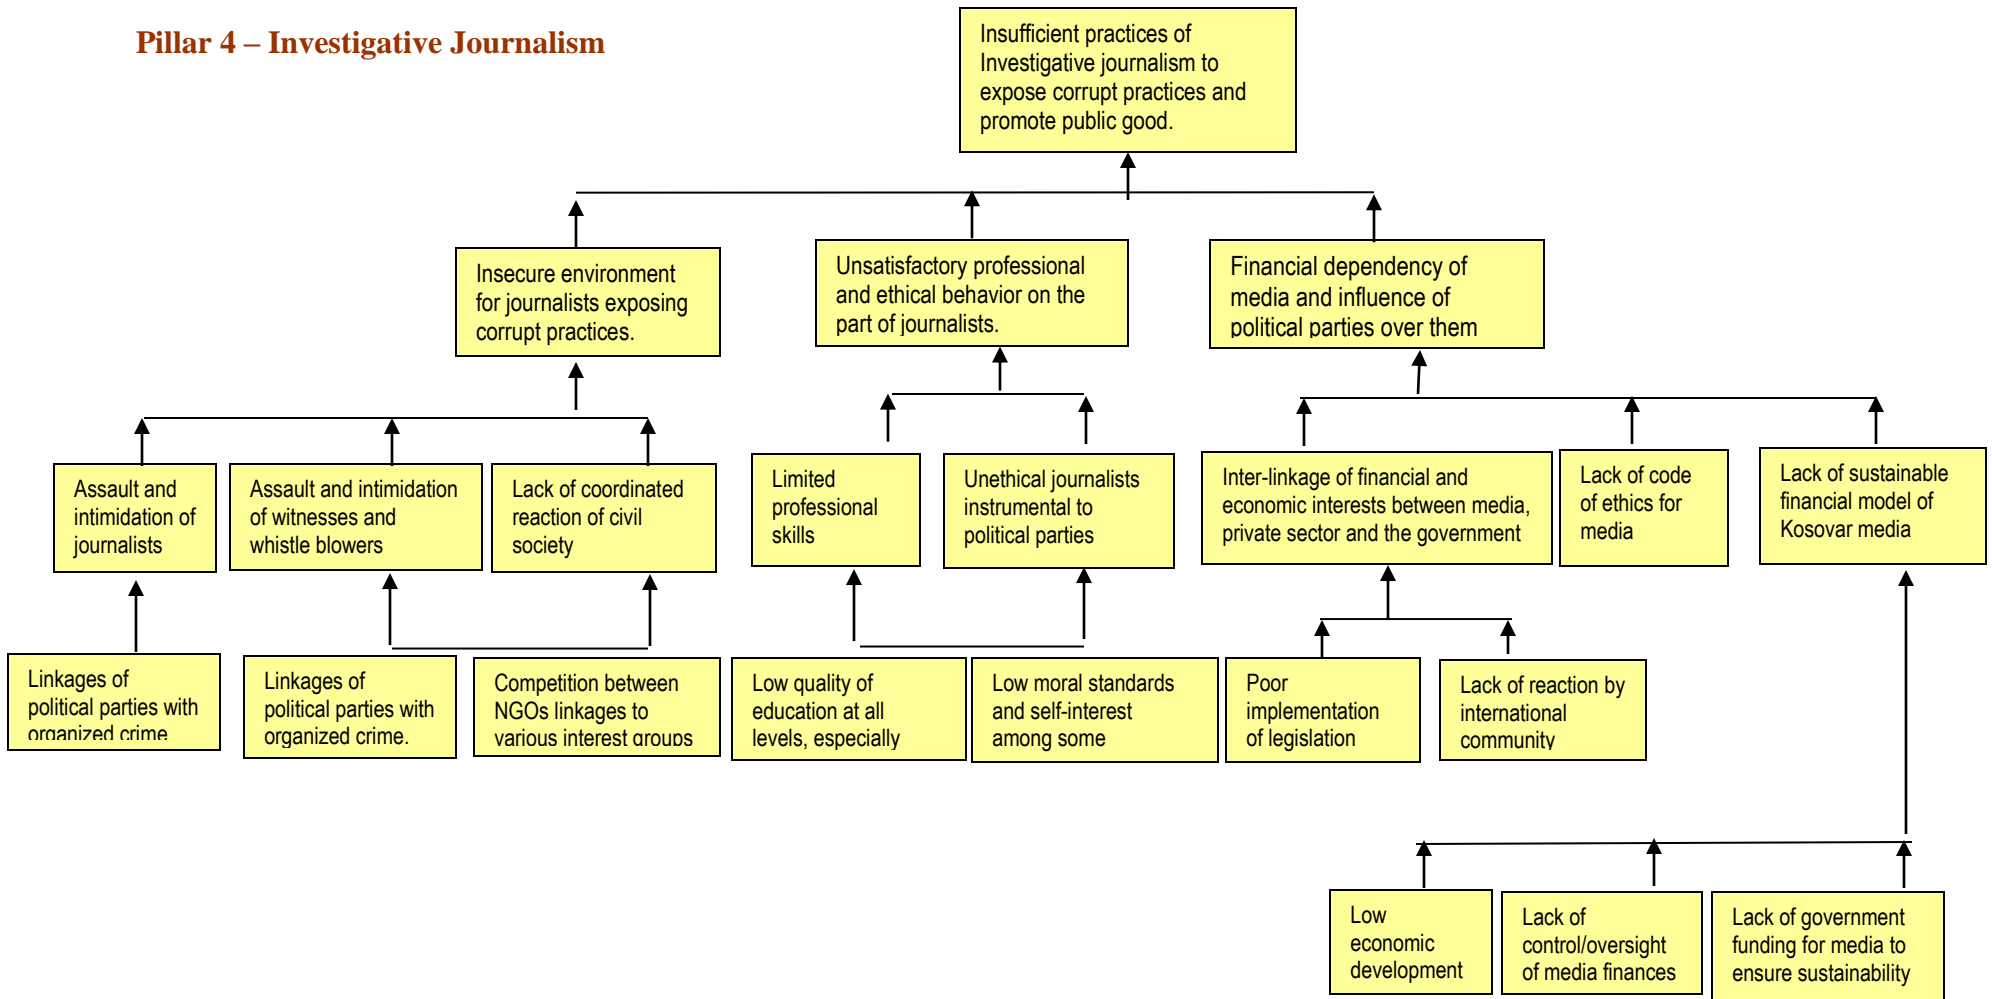 Pillar 4 – Investigative Journalism
Insufficient practices of
Investigative journalism to
expose corrupt practices and
promote public good.
Insecure environment
for journalists exposing
corrupt practices.
Unsatisfactory professional
and ethical behavior on the
part of journalists.
Financial dependency of
media and influence of
political parties over them
Assault and
intimidation of
journalists
Assault and intimidation
of witnesses and
whistle blowers
Lack of coordinated
reaction of civil
society
Limited
professional
skills
Unethical journalists
instrumental to
political parties
Inter-linkage of financial and
economic interests between media,
private sector and the government
Lack of code
of ethics for
media
Lack of sustainable
financial model of
Kosovar media
Linkages of
political parties with
organized crime
Linkages of
political parties with
organized crime.
Competition between
NGOs linkages to
various interest groups
Low quality of
education at all
levels, especially
Low moral standards
and self-interest
among some
Poor
implementation
of legislation
Lack of reaction by
international
community
Low
economic
development
Lack of
control/oversight
of media finances
Lack of government
funding for media to
ensure sustainability